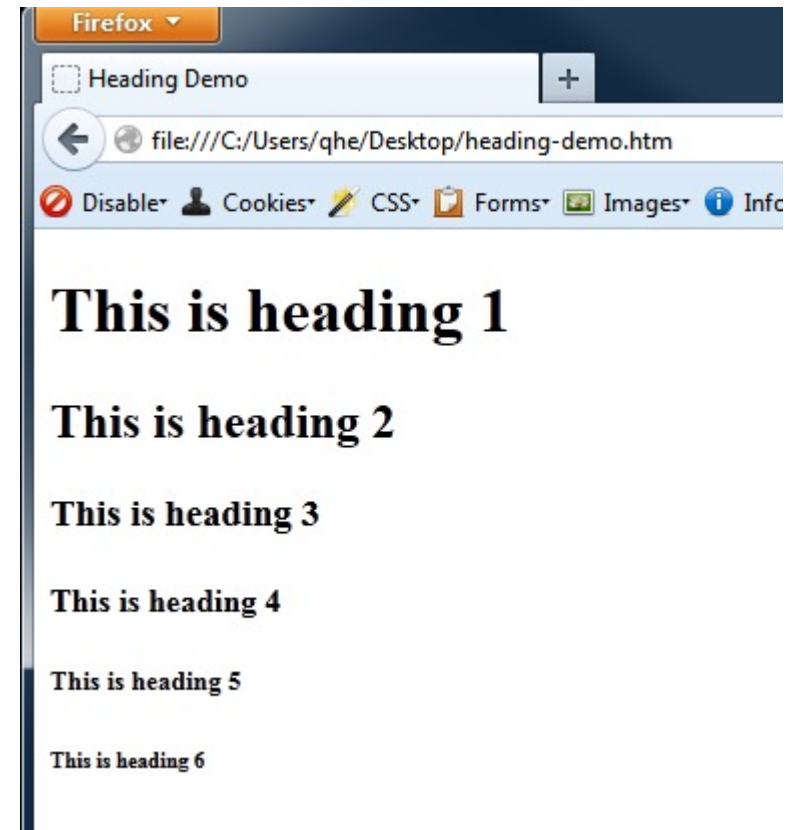 Firefox
Heading Demo
+
file:///C:/Users/qhe/Desktop/heading-demo.htm
Disable Cookies CSS Forms Images Info
This is heading 1
This is heading 2
This is heading 3
This is heading 4
This is heading 5
This is heading 6